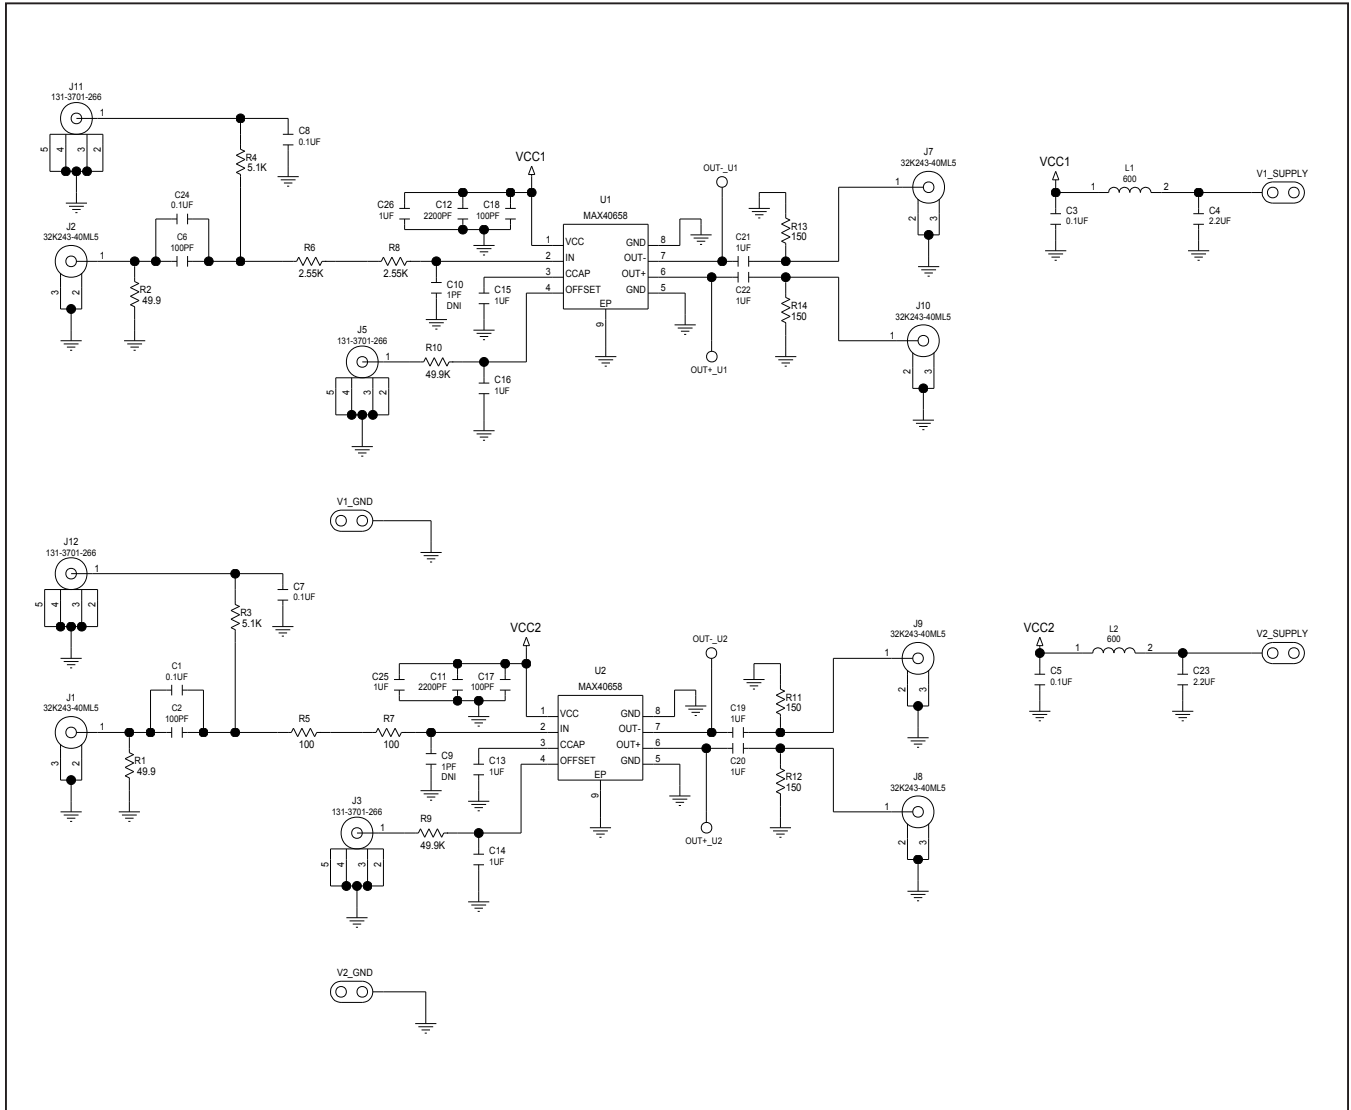 J11
131-3701-266
1
5
4
3
2
C8
0.1UF
R4
5.1K
C24
0.1UF
C6
100PF
J2
32K243-40ML5
1
3
2
R2
49.9
R6
2.55K
R8
2.55K
C26
1UF
C12
2200PF
C18
100PF
VCC1
C10
1PF
DNI
C15
1UF
U1
MAX40658
1
VCC
2
IN
3
CCAP
4
OFFSET
GND
8
OUT-
7
OUT+
6
GND
5
EP
9
J5
131-3701-266
1
5
4
3
2
R10
49.9K
C16
1UF
OUT-_U1
C21
1UF
C22
1UF
OUT+_U1
R13
150
R14
150
J7
32K243-40ML5
1
2
3
J10
32K243-40ML5
1
2
3
VCC1
C3
0.1UF
L1
600
1
2
C4
2.2UF
V1_SUPPLY
V1_GND
J12
131-3701-266
1
5
4
3
2
C7
0.1UF
R3
5.1K
C1
0.1UF
C2
100PF
J1
32K243-40ML5
1
3
2
R1
49.9
R5
100
R7
100
C25
1UF
C11
2200PF
C17
100PF
VCC2
C9
1PF
DNI
C13
1UF
U2
MAX40658
1
VCC
2
IN
3
CCAP
4
OFFSET
GND
8
OUT-
7
OUT+
6
GND
5
EP
9
J3
131-3701-266
1
5
4
3
2
R9
49.9K
C14
1UF
OUT-_U2
C19
1UF
C20
1UF
OUT+_U2
R11
150
R12
150
J9
32K243-40ML5
1
2
3
J8
32K243-40ML5
1
2
3
VCC2
C5
0.1UF
L2
600
1
2
C23
2.2UF
V2_SUPPLY
V2_GND